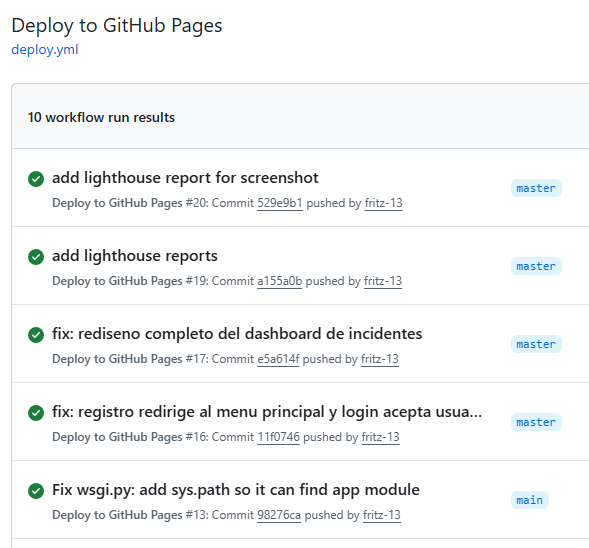 Deploy to GitHub Pages
deploy.yml
10 workflow run results
add lighthouse report for screenshot
master
Deploy to GitHub Pages #20: Commit 529e9b1 pushed by fritz-13
add lighthouse reports
master
Deploy to GitHub Pages #19: Commit a155a0b pushed by fritz-13
fix: rediseno completo del dashboard de incidentes
master
Deploy to GitHub Pages #17: Commit e5a614f pushed by fritz-13
fix: registro redirige al menu principal y login acepta usua...
master
Deploy to GitHub Pages #16: Commit 11f0746 pushed by fritz-13
Fix wsgi.py: add sys.path so it can find app module
main
Deploy to GitHub Pages #13: Commit 98276ca pushed by fritz-13